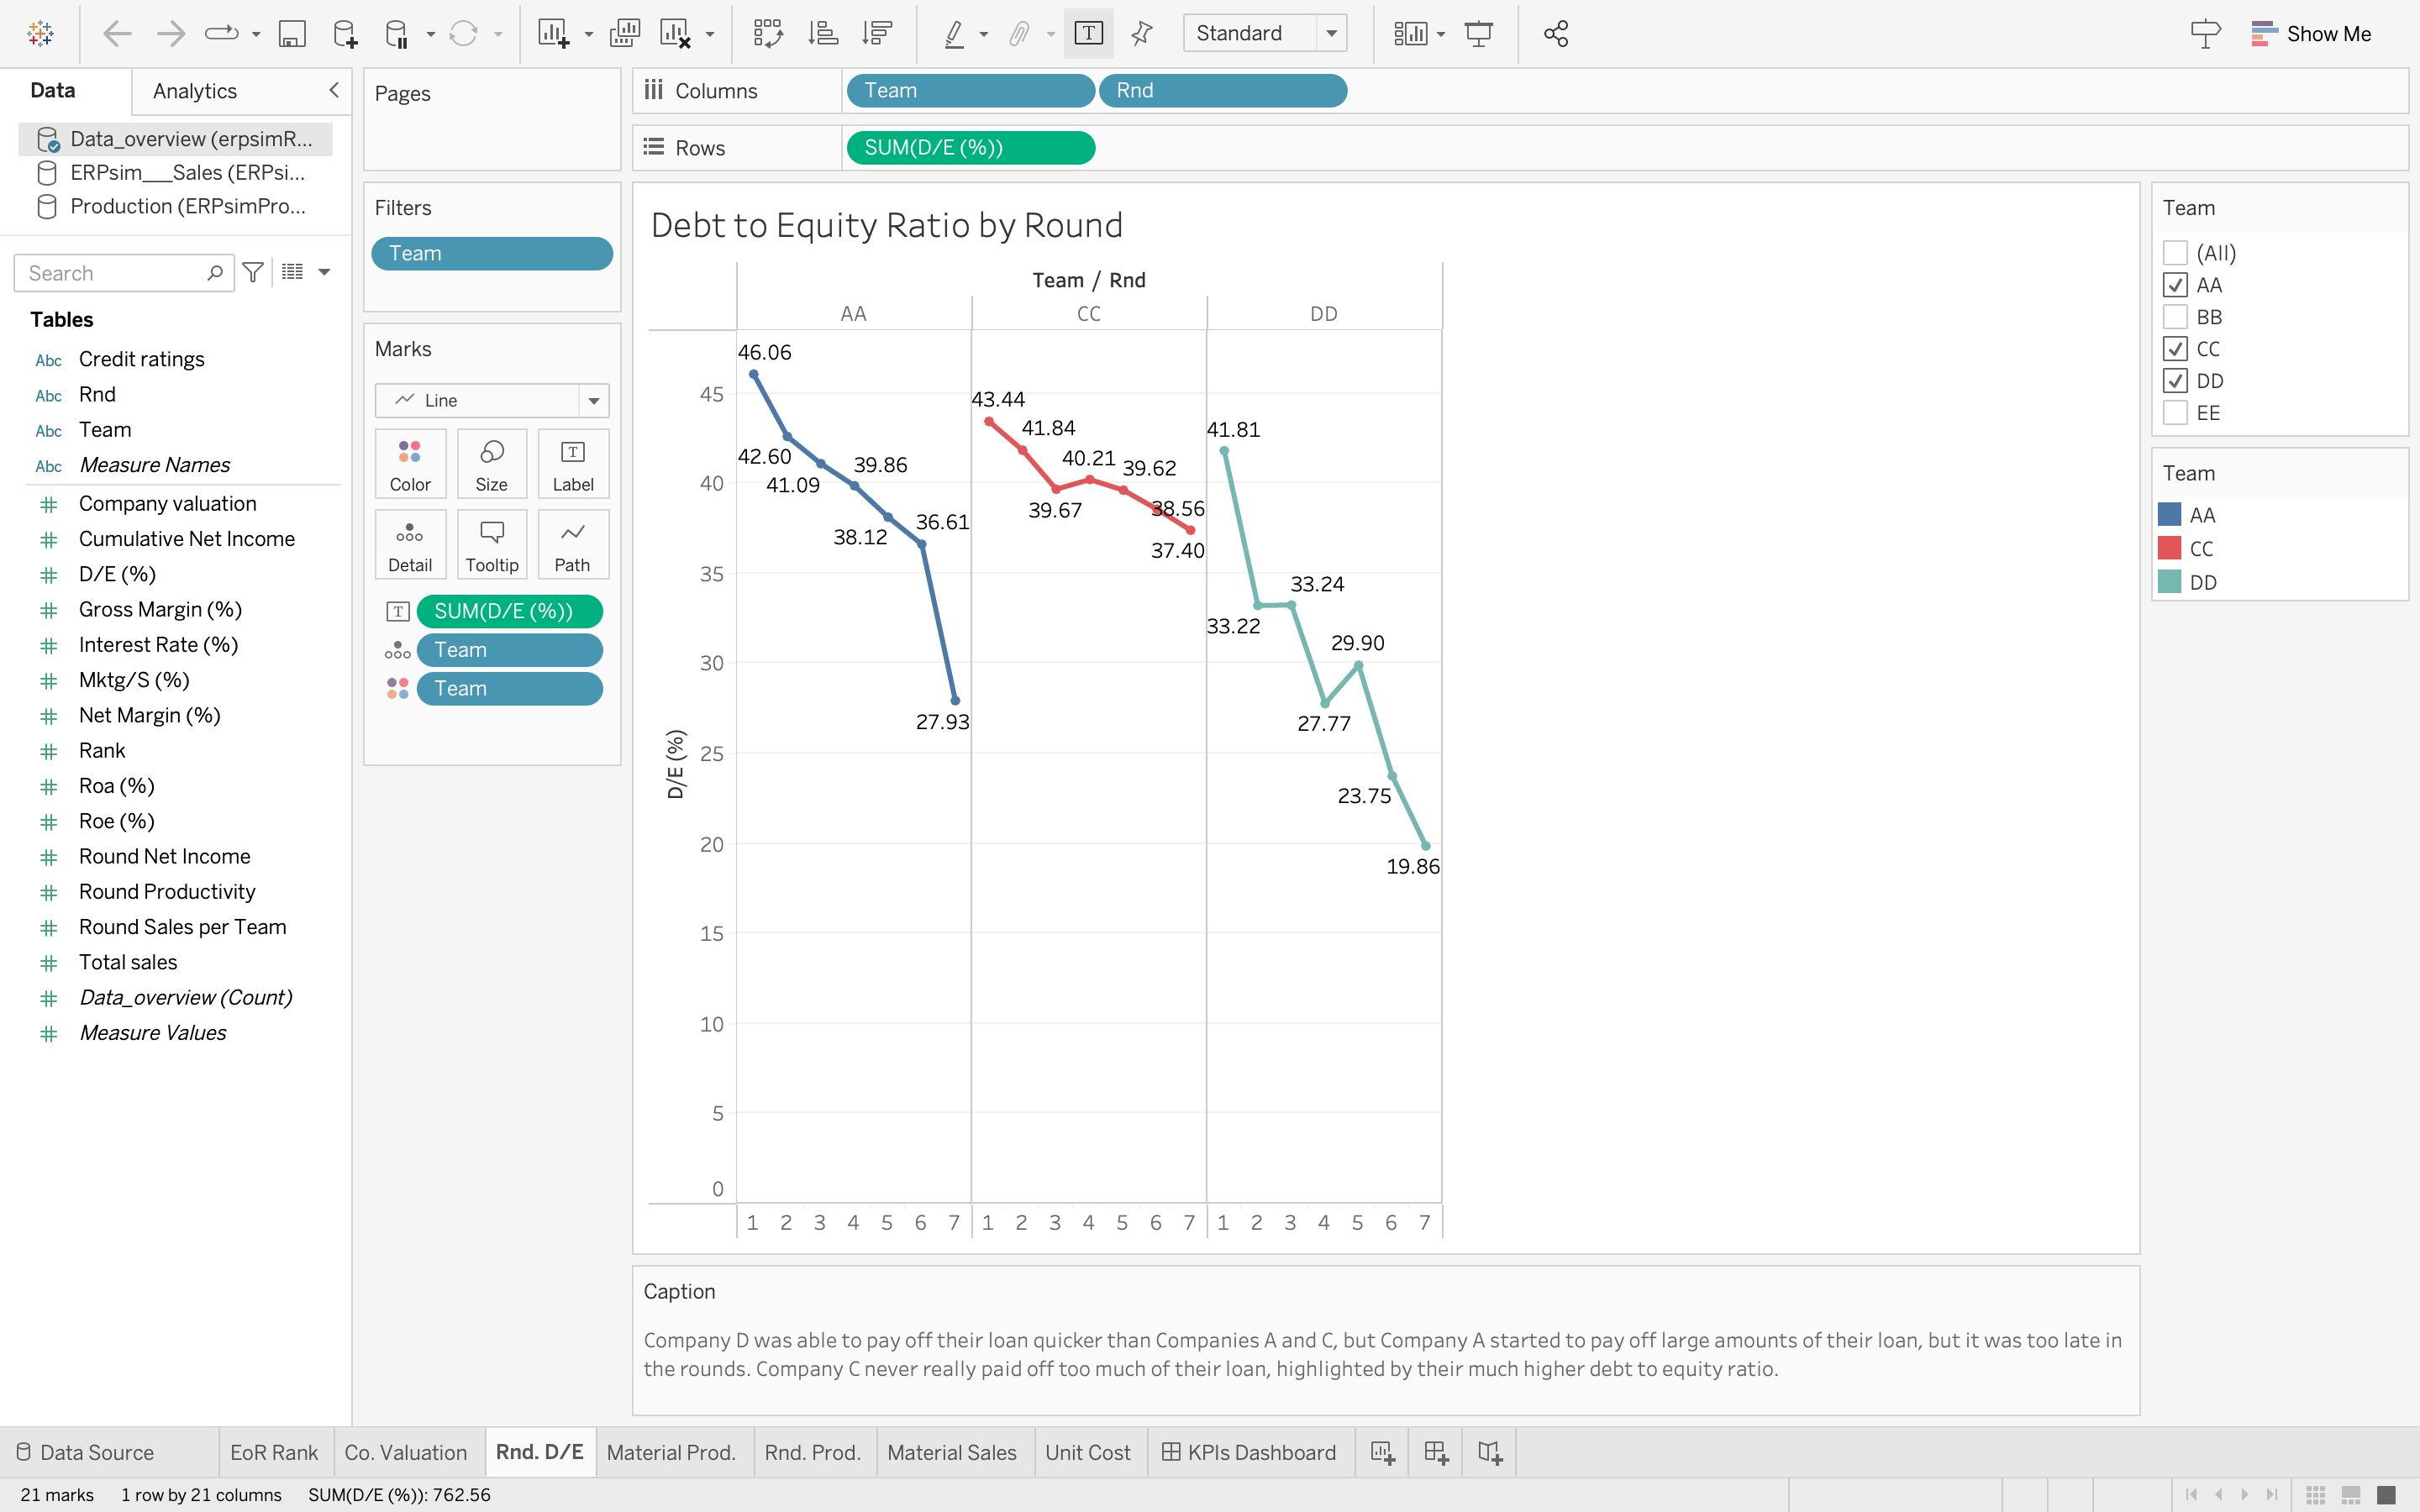 Standard
Show Me
Data
Analytics
Data_overview (erpsimR...
ERPsim___Sales (ERPsi...
Production (ERPsimPro...
Search
Tables
Abc Credit ratings
Abc Rnd
Abc Team
Abc Measure Names
# Company valuation
# Cumulative Net Income
# D/E (%)
# Gross Margin (%)
# Interest Rate (%)
# Mktg/S (%)
# Net Margin (%)
# Rank
# Roa (%)
# Roe (%)
# Round Net Income
# Round Productivity
# Round Sales per Team
# Total sales
# Data_overview (Count)
# Measure Values
Pages
Filters
Team
Marks
Line
Color Size T Label
Detail Tooltip Path
T SUM(D/E (%))
Team
Team
Columns Team Rnd
Rows SUM(D/E (%))
Debt to Equity Ratio by Round
Team / Rnd
AA CC DD
D/E (%)
45
40
35
30
25
20
15
10
5
0
46.06
42.60
41.09
39.86
38.12
36.61
27.93
43.44
41.84
39.67
40.21
39.62
38.56
37.40
41.81
33.22
33.24
27.77
29.90
23.75
19.86
1 2 3 4 5 6 7 1 2 3 4 5 6 7 1 2 3 4 5 6 7
Caption
Company D was able to pay off their loan quicker than Companies A and C, but Company A started to pay off large amounts of their loan, but it was too late in
the rounds. Company C never really paid off too much of their loan, highlighted by their much higher debt to equity ratio.
Team
(All)
AA
BB
CC
DD
EE
Team
AA
CC
DD
Data Source EoR Rank Co. Valuation Rnd. D/E Material Prod. Rnd. Prod. Material Sales Unit Cost KPIs Dashboard
21 marks 1 row by 21 columns SUM(D/E (%)): 762.56